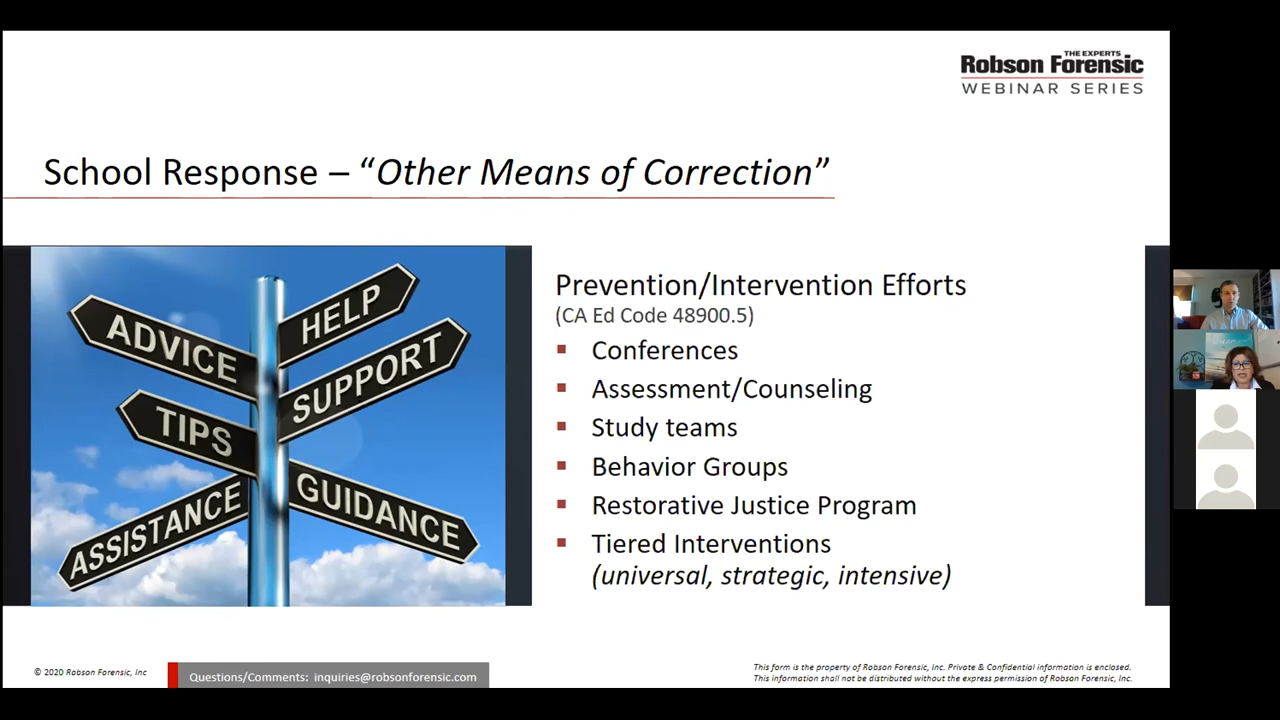 THE EXPERTS
Robson Forensic
WEBINAR SERIES
School Response – “Other Means of Correction”
ADVICE
HELP
SUPPORT
TIPS
GUIDANCE
ASSISTANCE
Prevention/Intervention Efforts
(CA Ed Code 48900.5)
▪ Conferences
▪ Assessment/Counseling
▪ Study teams
▪ Behavior Groups
▪ Restorative Justice Program
▪ Tiered Interventions
(universal, strategic, intensive)
© 2020 Robson Forensic, Inc
Questions/Comments: inquiries@robsonforensic.com
This form is the property of Robson Forensic, Inc. Private & Confidential information is enclosed.
This information shall not be distributed without the express permission of Robson Forensic, Inc.